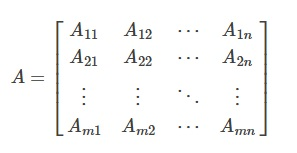 A = [ A₁₁ A₁₂ ⋯ A₁ₙ
A₂₁ A₂₂ ⋯ A₂ₙ
⋮ ⋮ ⋱ ⋮
Aₘ₁ Aₘ₂ ⋯ Aₘₙ ]